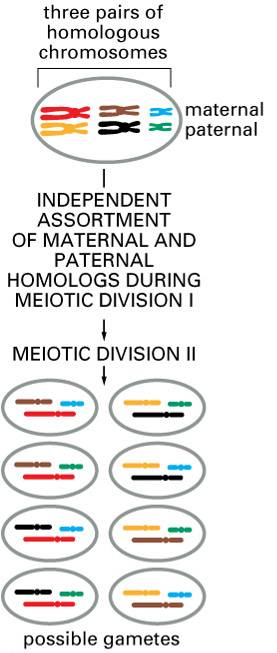 three pairs of
homologous
chromosomes
maternal
paternal
INDEPENDENT
ASSORTMENT
OF MATERNAL AND
PATERNAL
HOMOLOGS DURING
MEIOTIC DIVISION I
MEIOTIC DIVISION II
possible gametes